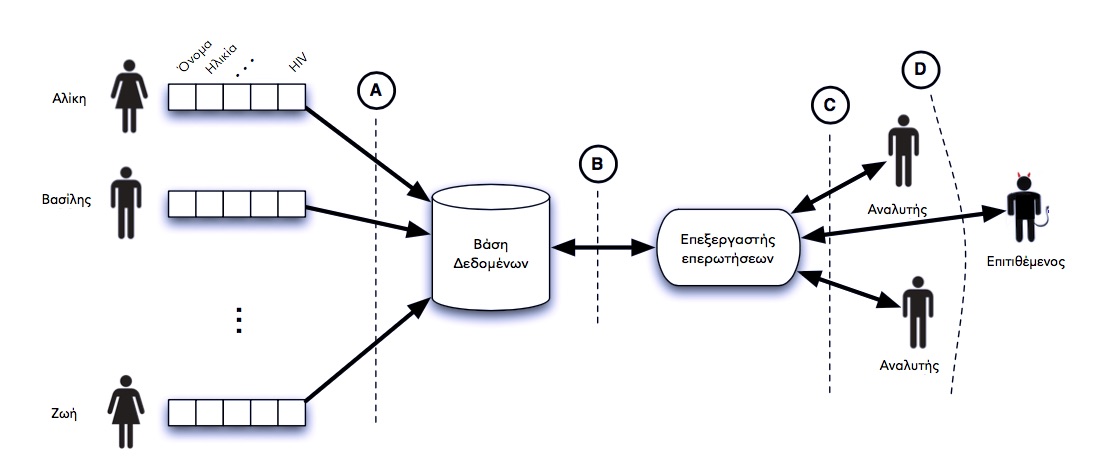 Όνομα
Ηλικία
...
HIV
Αλίκη
Βασίλης
Ζωή
A
Βάση
Δεδομένων
B
Επεξεργαστής
επερωτήσεων
C
D
Αναλυτής
Επιτιθέμενος
Αναλυτής